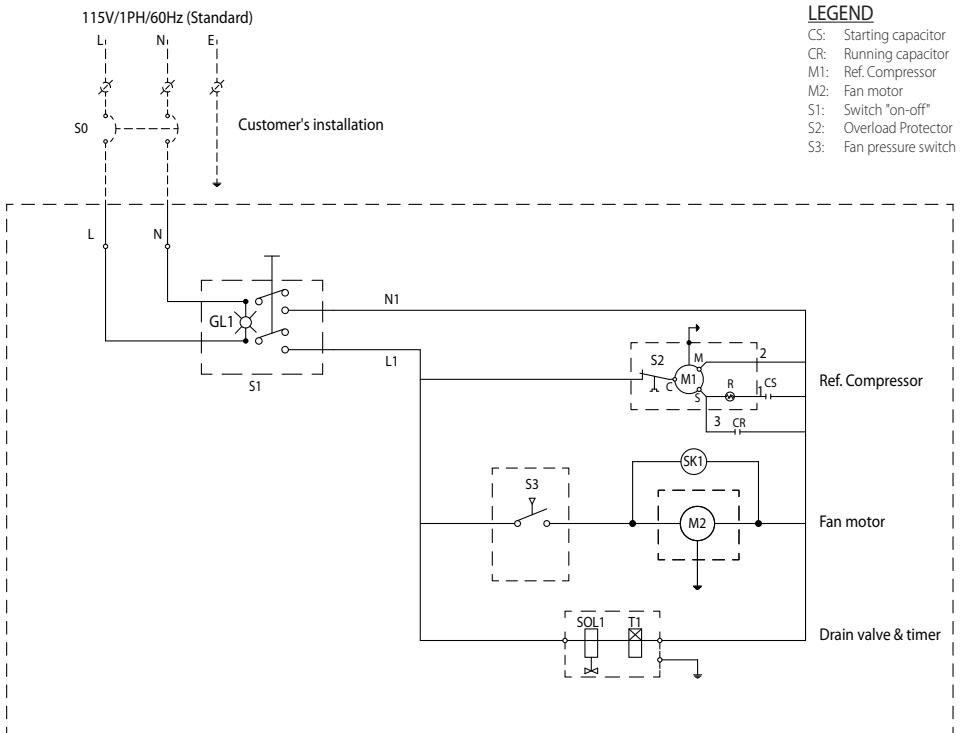 115V/1PH/60Hz (Standard)
L
N
E
S0
Customer's installation
LEGEND
CS: Starting capacitor
CR: Running capacitor
M1: Ref. Compressor
M2: Fan motor
S1: Switch "on-off"
S2: Overload Protector
S3: Fan pressure switch
L
N
GL1
S1
N1
L1
S2
C
M1
M
S
2
R
1
CS
3
CR
Ref. Compressor
SK1
S3
M2
Fan motor
SOL1
T1
Drain valve & timer